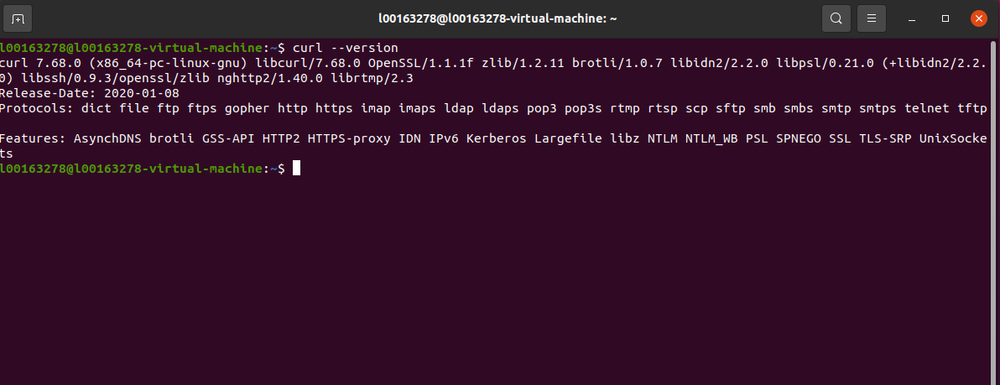 l00163278@l00163278-virtual-machine: ~
l00163278@l00163278-virtual-machine:~$ curl --version
curl 7.68.0 (x86_64-pc-linux-gnu) libcurl/7.68.0 OpenSSL/1.1.1f zlib/1.2.11 brotli/1.0.7 libidn2/2.2.0 libpsl/0.21.0 (+libidn2/2.2.
0) libssh/0.9.3/openssl/zlib nghttp2/1.40.0 librtmp/2.3
Release-Date: 2020-01-08
Protocols: dict file ftp ftps gopher http https imap imaps ldap ldaps pop3 pop3s rtmp rtsp scp sftp smb smbs smtp smtps telnet tftp
Features: AsynchDNS brotli GSS-API HTTP2 HTTPS-proxy IDN IPv6 Kerberos Largefile libz NTLM NTLM_WB PSL SPNEGO SSL TLS-SRP UnixSocke
ts
l00163278@l00163278-virtual-machine:~$